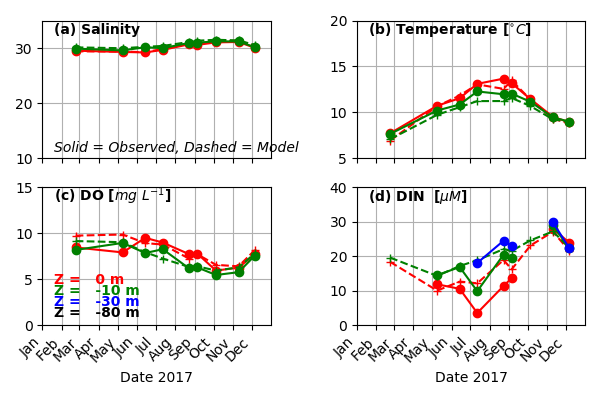 (a) Salinity
30
20
10
Solid = Observed, Dashed = Model
(b) Temperature [°C]
20
15
10
5
(c) DO [mg L⁻¹]
15
10
5
0
Z =   0 m
Z =   -10 m
Z =   -30 m
Z =   -80 m
Jan Feb Mar Apr May Jun Jul Aug Sep Oct Nov Dec
Date 2017
(d) DIN  [μM]
40
30
20
10
0
Jan Feb Mar Apr May Jun Jul Aug Sep Oct Nov Dec
Date 2017